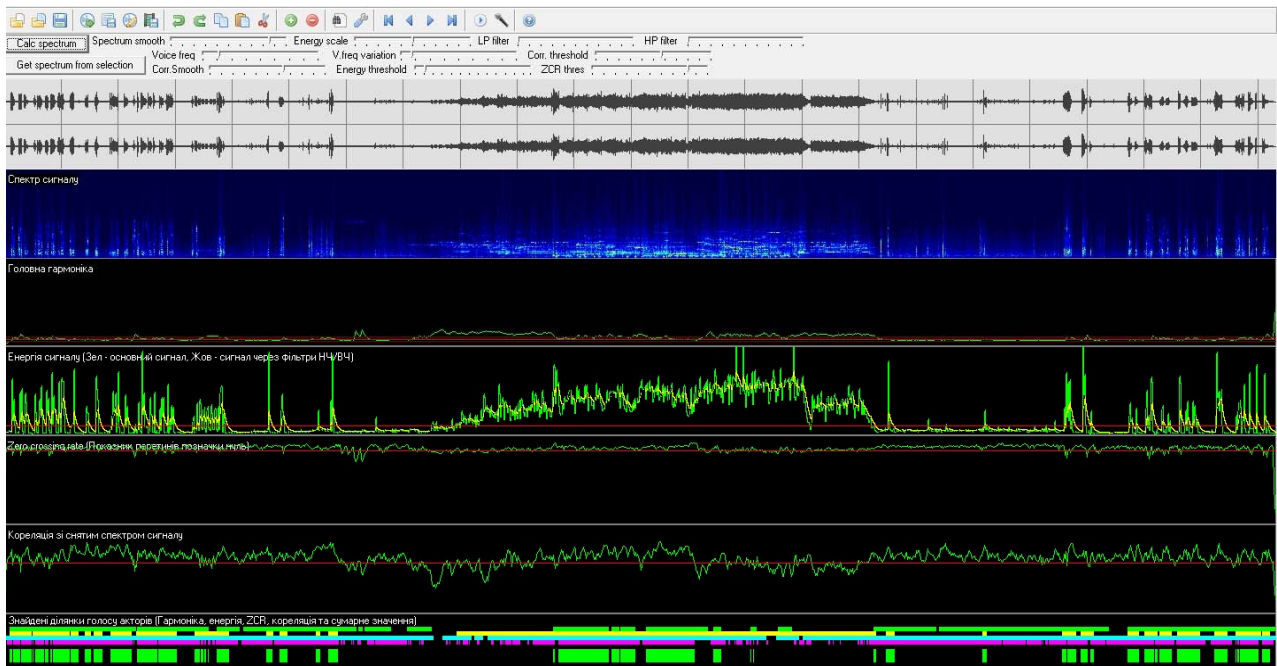 Calc spectrum Spectrum smooth Energy scale LP filter HP filter
Voice freq V.freq variation Corr. threshold
Get spectrum from selection Corr.Smooth Energy threshold ZCR thres
Спектр сигналу
Головна гармоніка
Енергія сигналу (Зел - основний сигнал, Жов - сигнал через фільтри НЧ/ВЧ)
Zero crossing rate (Показник перетинів позначки нуль)
Кореляція зі снятим спектром сигналу
Знайдені ділянки голосу акторів (Гармоніка, енергія, ZCR, кореляція та сумарне значення)